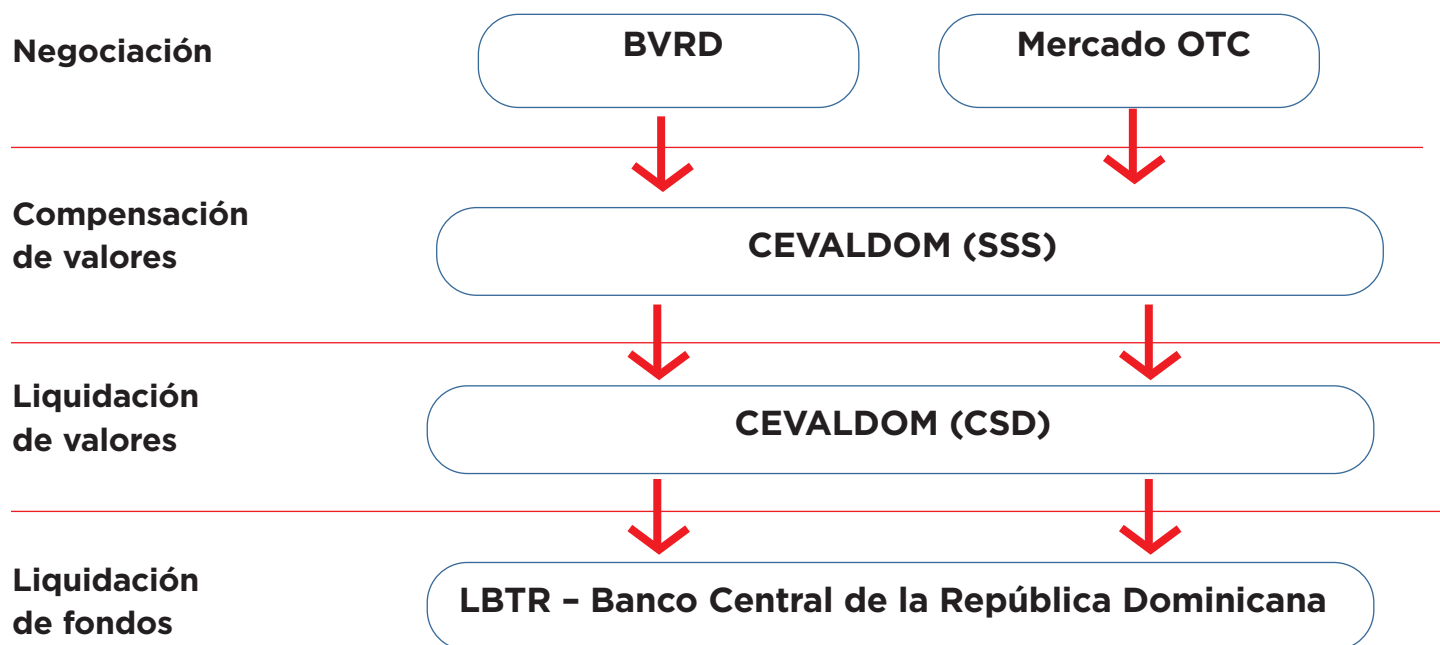 Negociación
BVRD
Mercado OTC
Compensación
de valores
CEVALDOM (SSS)
Liquidación
de valores
CEVALDOM (CSD)
Liquidación
de fondos
LBTR – Banco Central de la República Dominicana